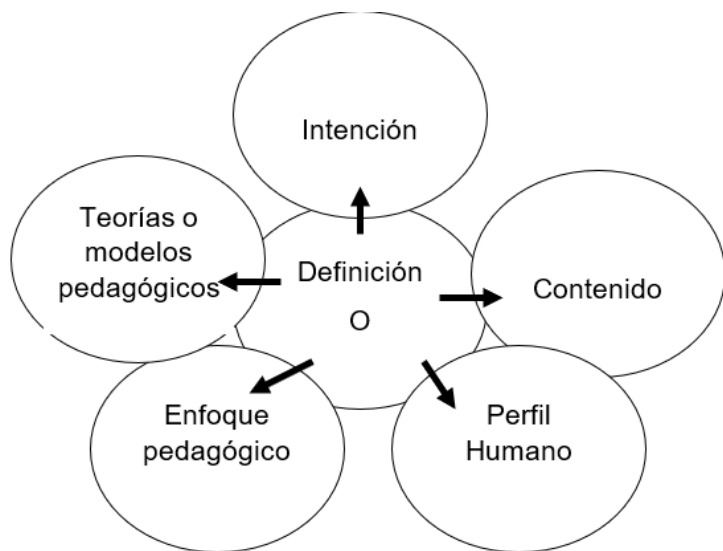 Intención
Teorías o
modelos
pedagógicos
Definición
O
Contenido
Enfoque
pedagógico
Perfil
Humano